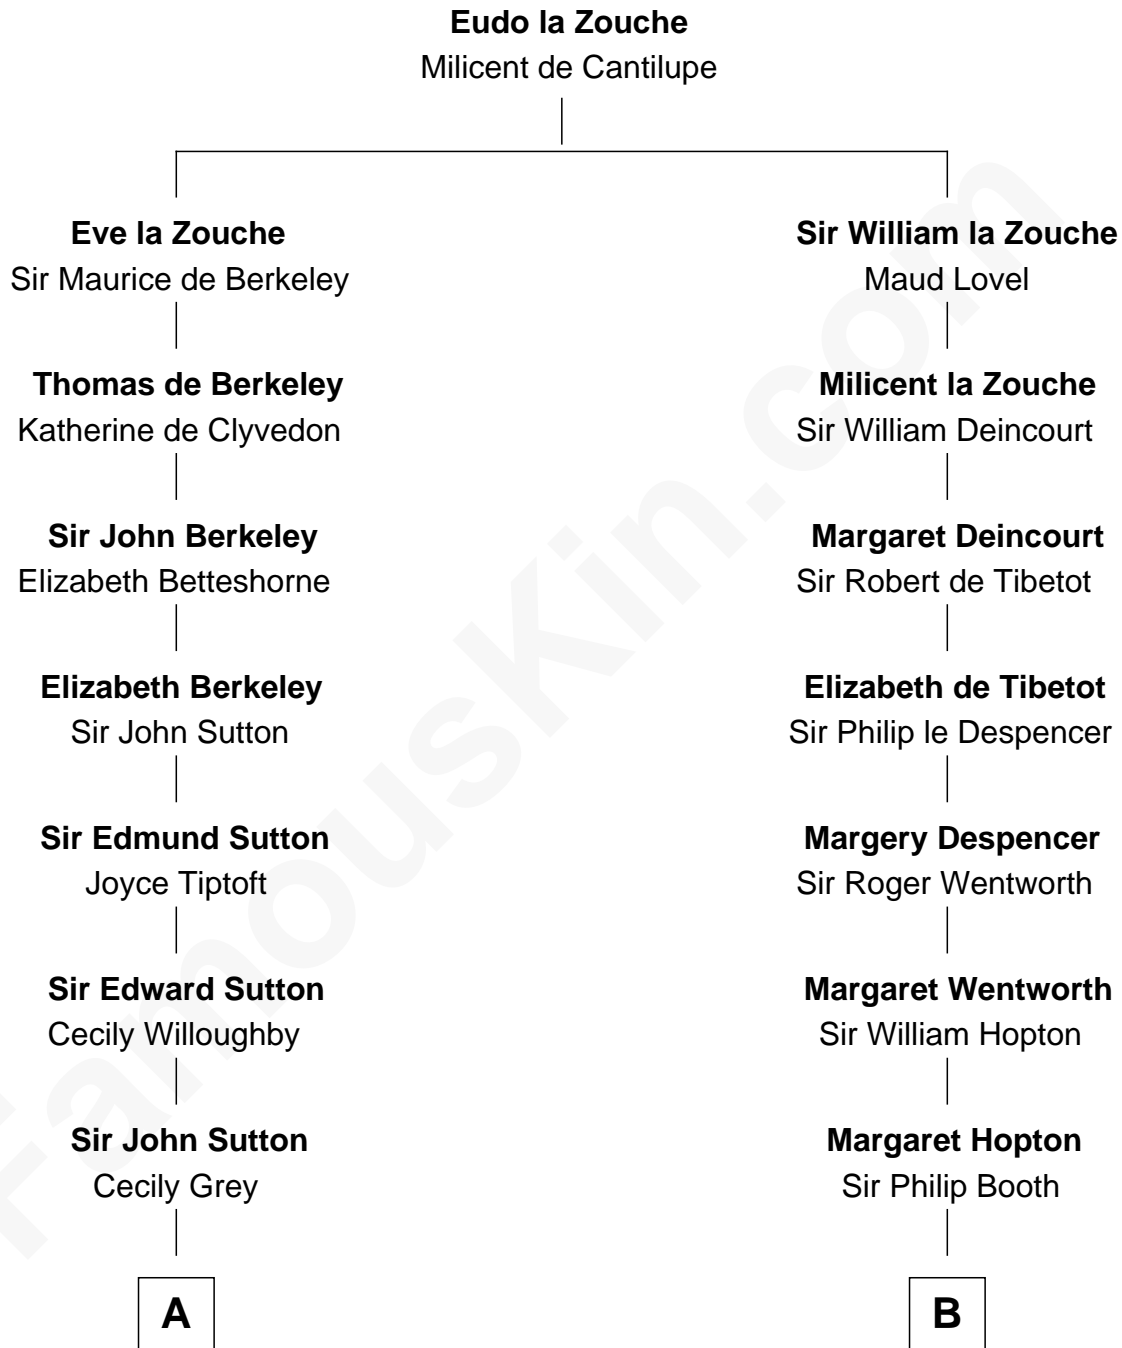 Eudo la Zouche
Milicent de Cantilupe
Eve la Zouche
Sir Maurice de Berkeley
Sir William la Zouche
Maud Lovel
Thomas de Berkeley
Katherine de Clyvedon
Milicent la Zouche
Sir William Deincourt
Sir John Berkeley
Elizabeth Betteshorne
Margaret Deincourt
Sir Robert de Tibetot
Elizabeth Berkeley
Sir John Sutton
Elizabeth de Tibetot
Sir Philip le Despencer
Sir Edmund Sutton
Joyce Tiptoft
Margery Despencer
Sir Roger Wentworth
Sir Edward Sutton
Cecily Willoughby
Margaret Wentworth
Sir William Hopton
Sir John Sutton
Cecily Grey
Margaret Hopton
Sir Philip Booth
A
B
FamousKin.com